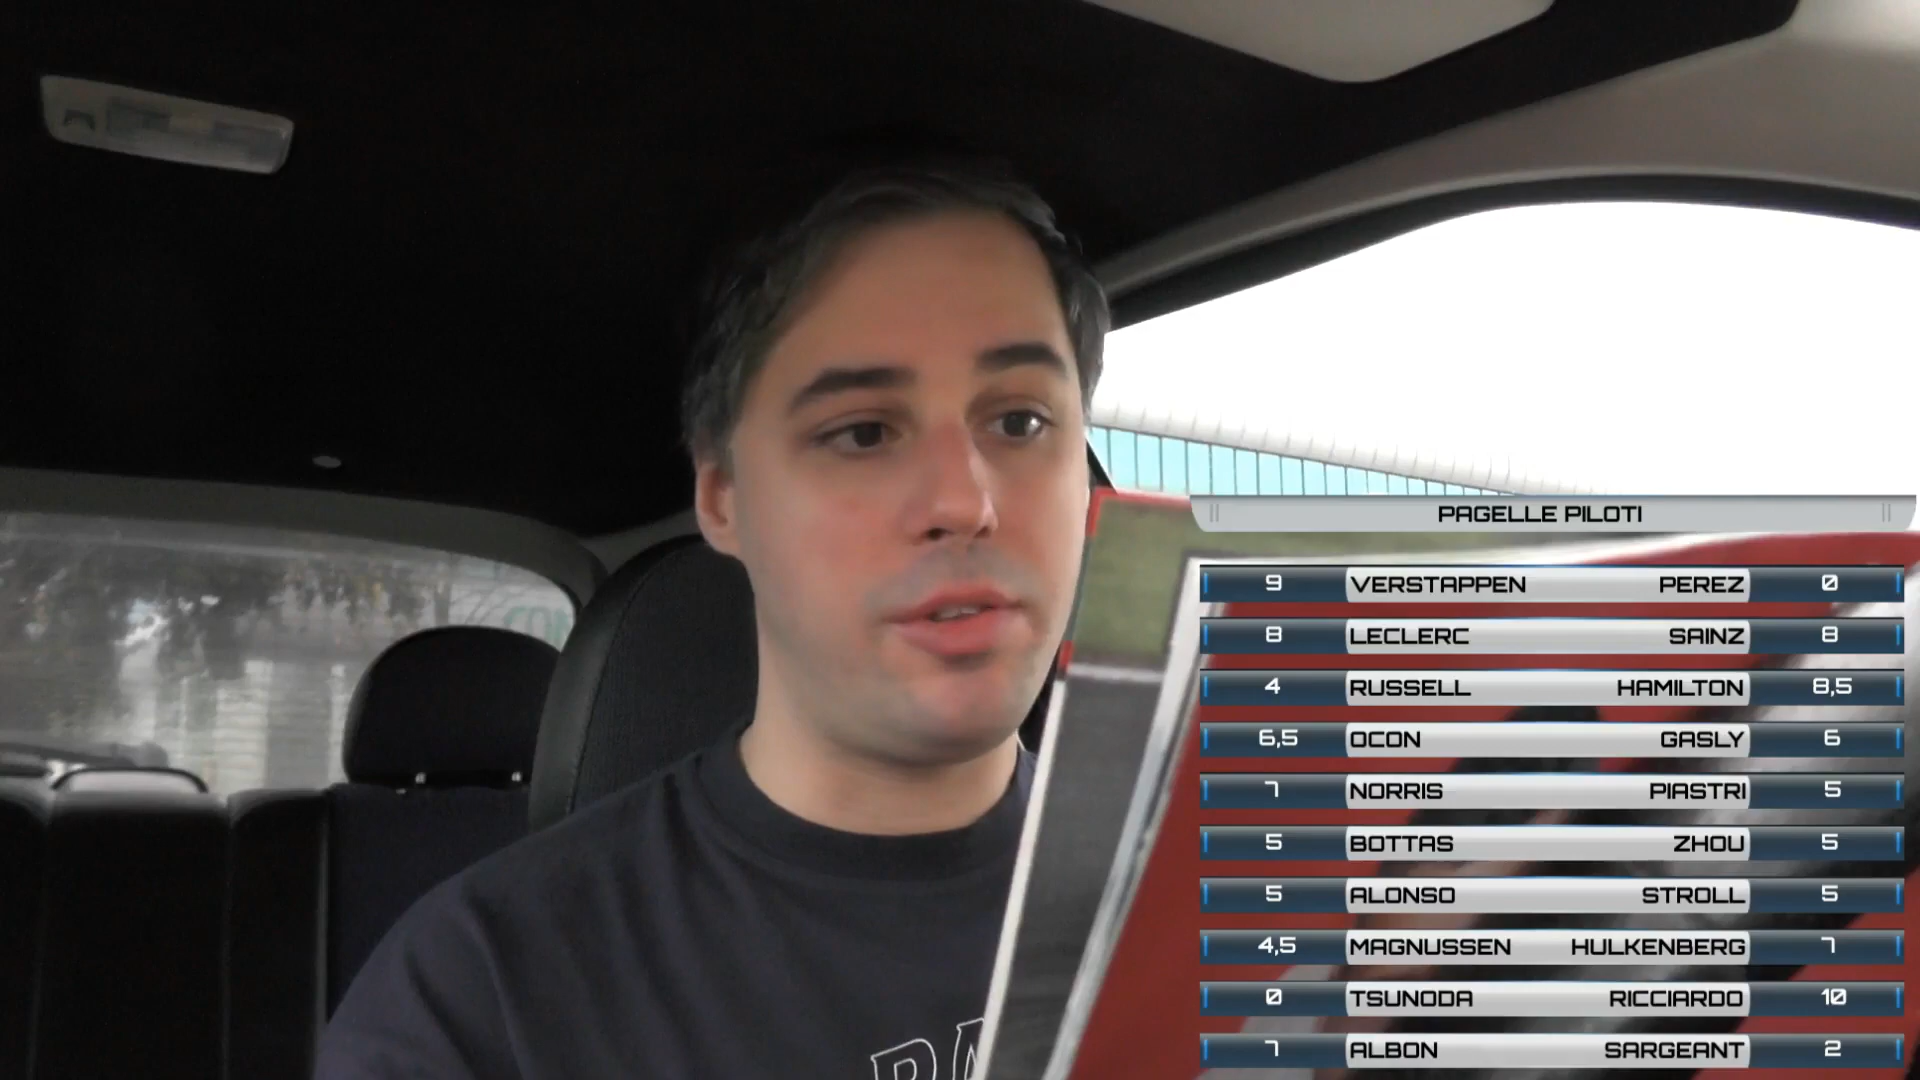 PAGELLE PILOTI
9 VERSTAPPEN PEREZ 0
8 LECLERC SAINZ 8
4 RUSSELL HAMILTON 8,5
6,5 OCON GASLY 6
7 NORRIS PIASTRI 5
5 BOTTAS ZHOU 5
5 ALONSO STROLL 5
4,5 MAGNUSSEN HULKENBERG 7
0 TSUNODA RICCIARDO 10
7 ALBON SARGEANT 2